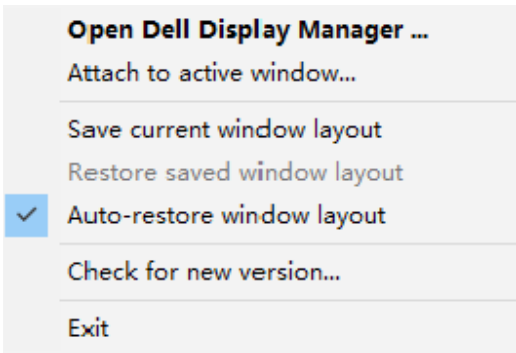 Open Dell Display Manager ...
Attach to active window...
Save current window layout
Restore saved window layout
Auto-restore window layout
Check for new version...
Exit